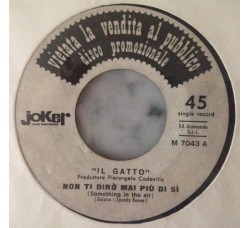 vietata la vendita al pubblico
disco promozionale
joker
45
single record
M 7043 A
"IL GATTO"
Produttore Pierangelo Codevilla
NON TI DIRÒ MAI PIÙ DI SÌ
(Something in the air)